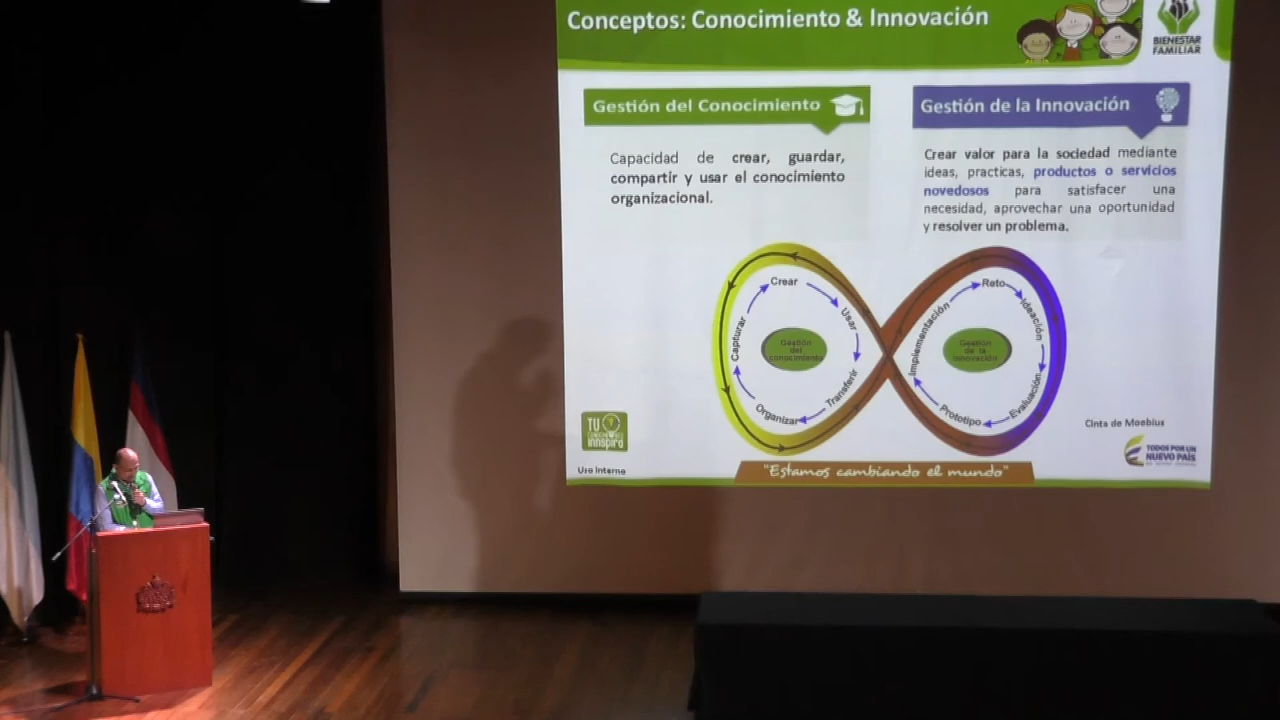 Conceptos: Conocimiento & Innovación
BIENESTAR
FAMILIAR
Gestión del Conocimiento
Capacidad de crear, guardar,
compartir y usar el conocimiento
organizacional.
Gestión de la Innovación
Crear valor para la sociedad mediante
ideas, practicas, productos o servicios
novedosos para satisfacer una
necesidad, aprovechar una oportunidad
y resolver un problema.
Crear
Usar
Transferir
Organizar
Capturar
Gestión
del
conocimiento
Reto
Ideación
Evaluación
Prototipo
Implementación
Gestión
de la
innovación
Cinta de Moebius
TU
innspira
Uso Interno
TODOS POR UN
NUEVO PAÍS
"Estamos cambiando el mundo"